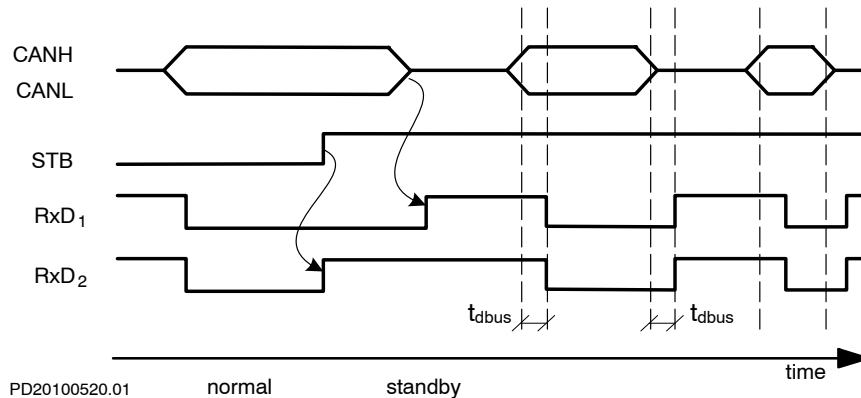 CANH
CANL
STB
RxD1
RxD2
tdbus tdbus
time
PD20100520.01 normal standby